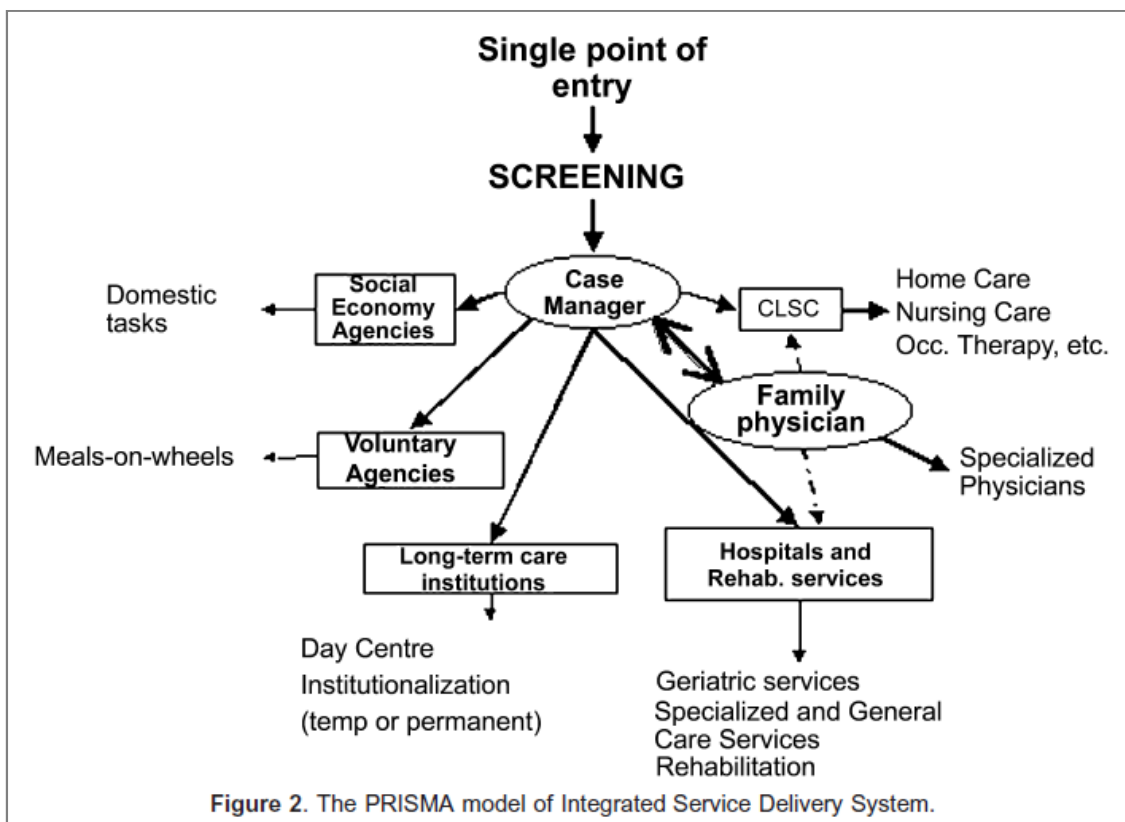 Single point of
entry
SCREENING
Case
Manager
Social
Economy
Agencies
Domestic
tasks
CLSC
Home Care
Nursing Care
Occ. Therapy, etc.
Family
physician
Specialized
Physicians
Voluntary
Agencies
Meals-on-wheels
Long-term care
institutions
Day Centre
Institutionalization
(temp or permanent)
Hospitals and
Rehab. services
Geriatric services
Specialized and General
Care Services
Rehabilitation
Figure 2. The PRISMA model of Integrated Service Delivery System.